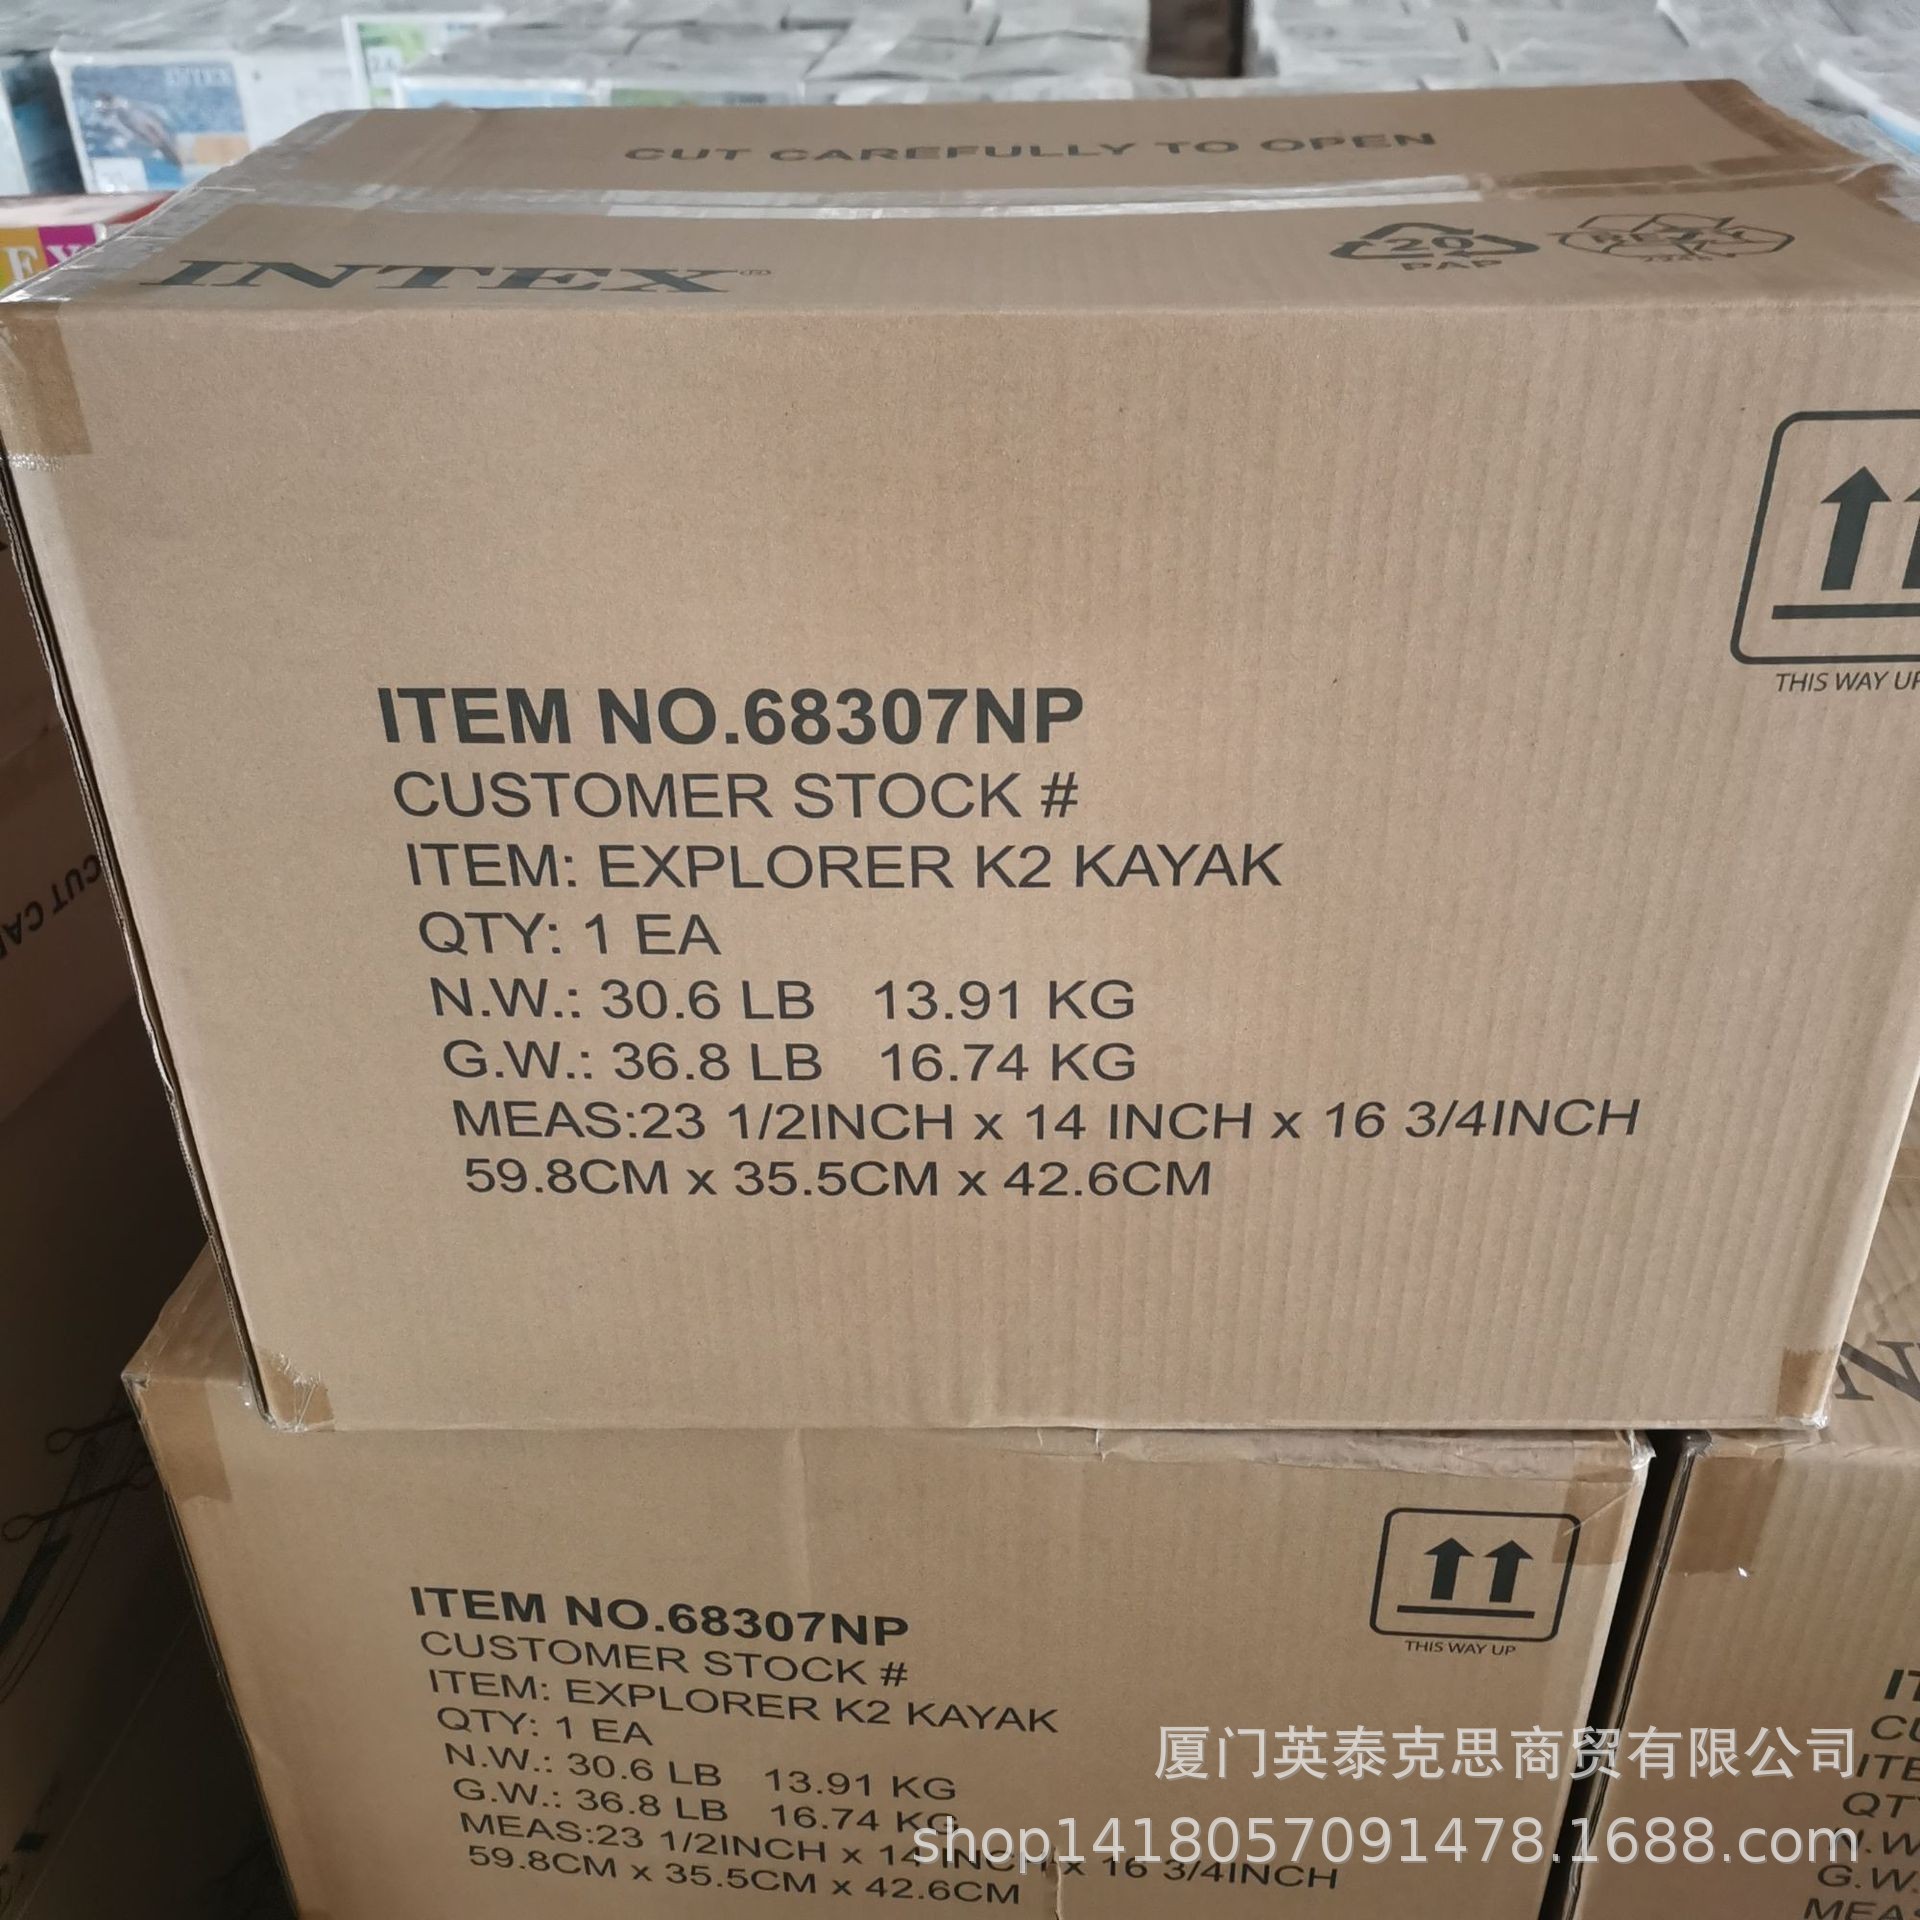 INTEX
CUT CAREFULLY TO OPEN
INTEX®
20
PAP
RESY
THIS WAY UP
ITEM NO.68307NP
CUSTOMER STOCK #
ITEM: EXPLORER K2 KAYAK
QTY: 1 EA
N.W.: 30.6 LB 13.91 KG
G.W.: 36.8 LB 16.74 KG
MEAS:23 1/2INCH x 14 INCH x 16 3/4INCH
59.8CM x 35.5CM x 42.6CM
THIS WAY UP
ITEM NO.68307NP
CUSTOMER STOCK #
ITEM: EXPLORER K2 KAYAK
QTY: 1 EA
N.W.: 30.6 LB 13.91 KG
G.W.: 36.8 LB 16.74 KG
MEAS:23 1/2INCH x 14 INCH x 16 3/4INCH
59.8CM x 35.5CM x 42.6CM
厦门英泰克思商贸有限公司
shop1418057091478.1688.com